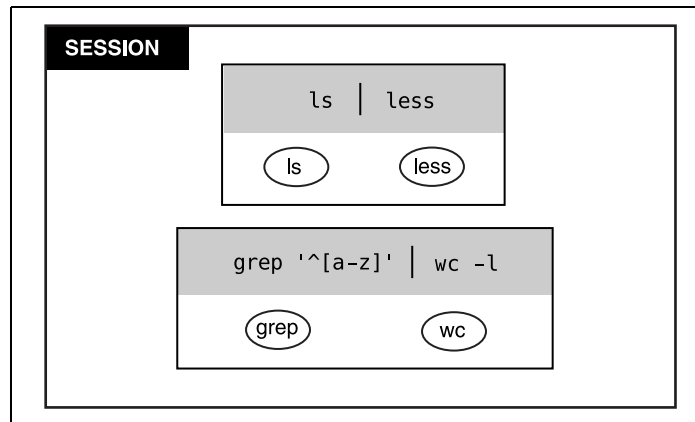 SESSION
ls | less
ls less
grep '^[a-z]' | wc -l
grep wc